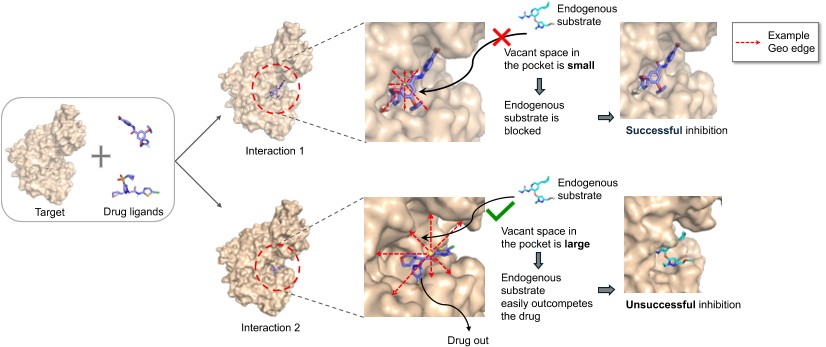 Endogenous
substrate
Vacant space in
the pocket is small
Endogenous
substrate is
blocked
Successful inhibition
Example
Geo edge
Interaction 1
Target
Drug ligands
Endogenous
substrate
Vacant space in
the pocket is large
Endogenous
substrate
easily outcompetes
the drug
Unsuccessful inhibition
Interaction 2
Drug out